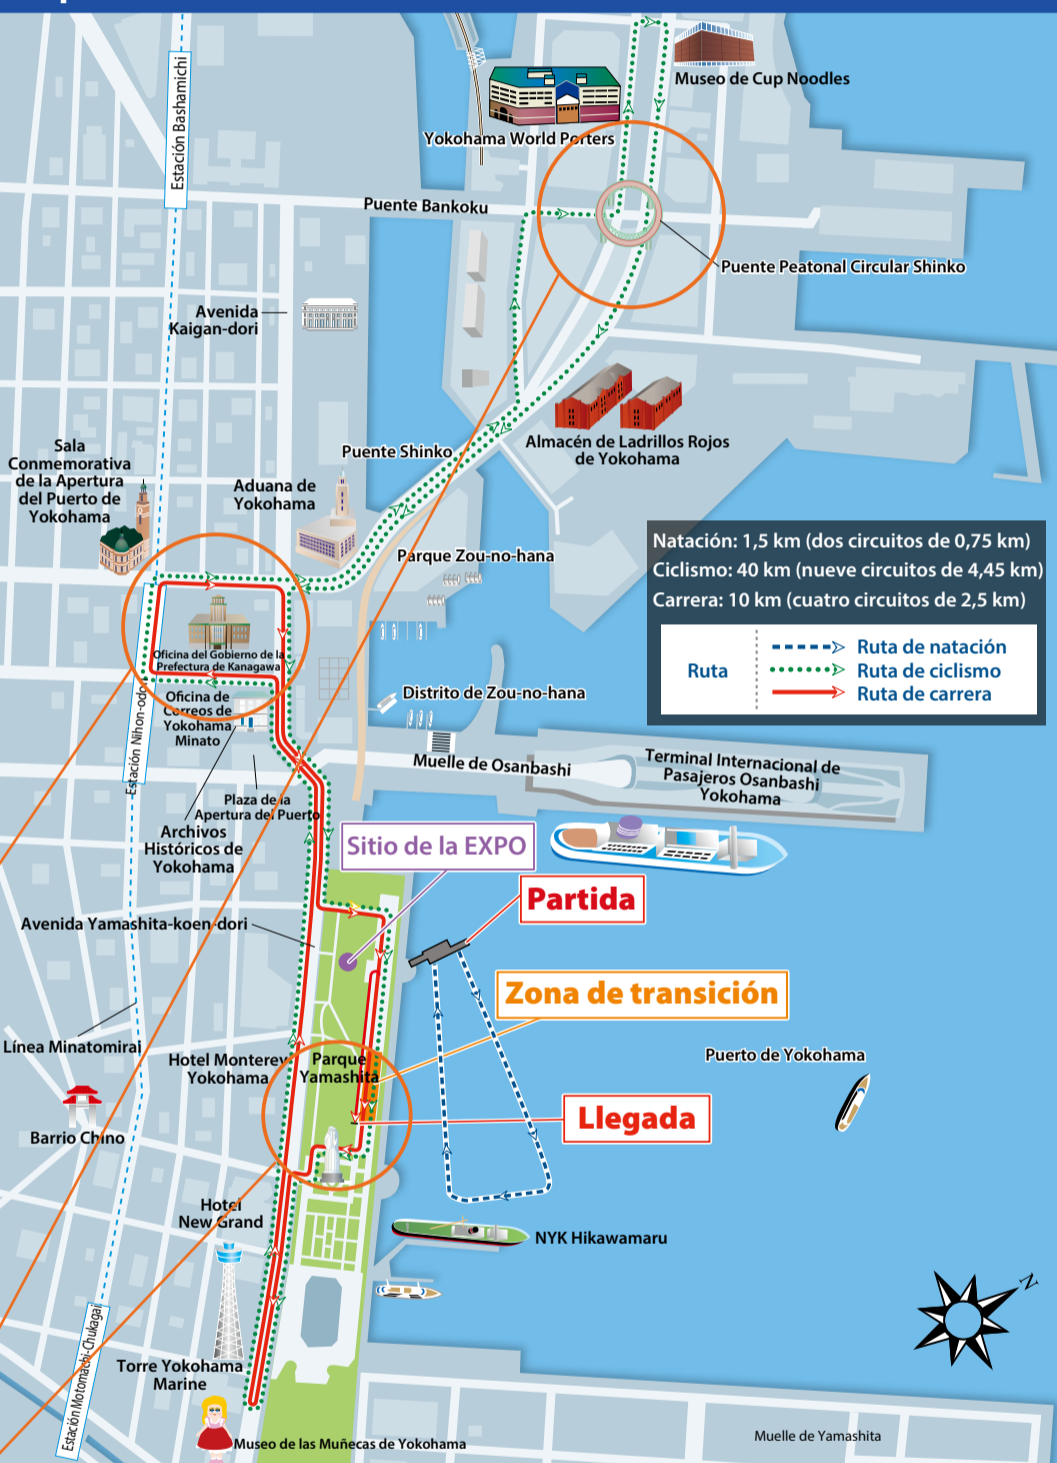 Museo de Cup Noodles
Yokohama World Porters
Estación Bashamichi
Puente Bankoku
Puente Peatonal Circular Shinko
Avenida
Kaigan-dori
Almacén de Ladrillos Rojos
de Yokohama
Puente Shinko
Sala
Conmemorativa
de la Apertura
del Puerto de
Yokohama
Aduana de
Yokohama
Parque Zou-no-hana
Natación: 1,5 km (dos circuitos de 0,75 km)
Ciclismo: 40 km (nueve circuitos de 4,45 km)
Carrera: 10 km (cuatro circuitos de 2,5 km)
Ruta
Ruta de natación
Ruta de ciclismo
Ruta de carrera
Oficina del Gobierno de la
Prefectura de Kanagawa
Oficina de
Correos de
Yokohama
Minato
Estación Nihon-odori
Distrito de Zou-no-hana
Muelle de Osanbashi
Terminal Internacional de
Pasajeros Osanbashi
Yokohama
Plaza de la
Apertura del Puerto
Archivos
Históricos de
Yokohama
Sitio de la EXPO
Partida
Avenida Yamashita-koen-dori
Zona de transición
Línea Minatomirai
Hotel Monterey
Yokohama
Parque
Yamashita
Puerto de Yokohama
Llegada
Barrio Chino
Hotel
New Grand
NYK Hikawamaru
N
Estación Motomachi-Chukagai
Torre Yokohama
Marine
Museo de las Muñecas de Yokohama
Muelle de Yamashita